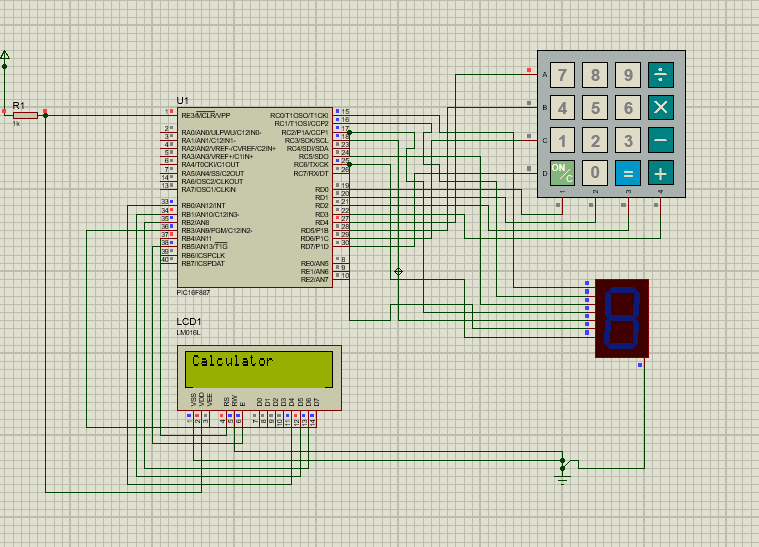 R1
1k
U1
RE3/MCLR/VPP
RA0/AN0/ULPWU/C12IN0-
RA1/AN1/C12IN1-
RA2/AN2/VREF-/CVREF/C2IN+
RA3/AN3/VREF+/C1IN+
RA4/T0CKI/C1OUT
RA5/AN4/SS/C2OUT
RA6/OSC2/CLKOUT
RA7/OSC1/CLKIN
RB0/AN12/INT
RB1/AN10/C12IN3-
RB2/AN8
RB3/AN9/PGM/C12IN2-
RB4/AN11
RB5/AN13/T1G
RB6/ICSPCLK
RB7/ICSPDAT
RC0/T1OSO/T1CKI
RC1/T1OSI/CCP2
RC2/P1A/CCP1
RC3/SCK/SCL
RC4/SDI/SDA
RC5/SDO
RC6/TX/CK
RC7/RX/DT
RD0
RD1
RD2
RD3
RD4
RD5/P1B
RD6/P1C
RD7/P1D
RE0/AN5
RE1/AN6
RE2/AN7
1
2
3
4
5
6
7
14
13
33
34
35
36
37
38
39
40
15
16
17
18
23
24
25
26
19
20
21
22
27
28
29
30
8
9
10
PIC16F887
LCD1
LM016L
Calculator
VSS VDD VEE RS RW E D0 D1 D2 D3 D4 D5 D6 D7
1 2 3 4 5 6 7 8 9 10 11 12 13 14
A 7 8 9 ÷
B 4 5 6 ×
C 1 2 3 −
D ON/C 0 = +
1 2 3 4